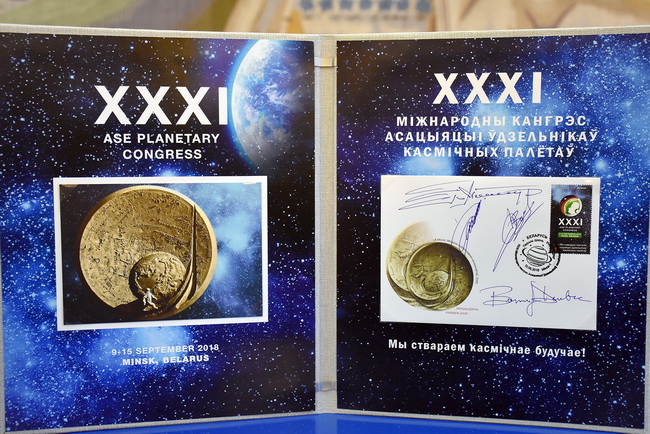 XXXI
ASE PLANETARY
CONGRESS
9-15 SEPTEMBER 2018
MINSK, BELARUS
XXXI
МІЖНАРОДНЫ КАНГРЭС
АСАЦЫЯЦЫІ ЎДЗЕЛЬНІКАЎ
КАСМІЧНЫХ ПАЛЁТАЎ
XXXI
БЕЛАРУСЬ
Мы ствараем касмічнае будучае!